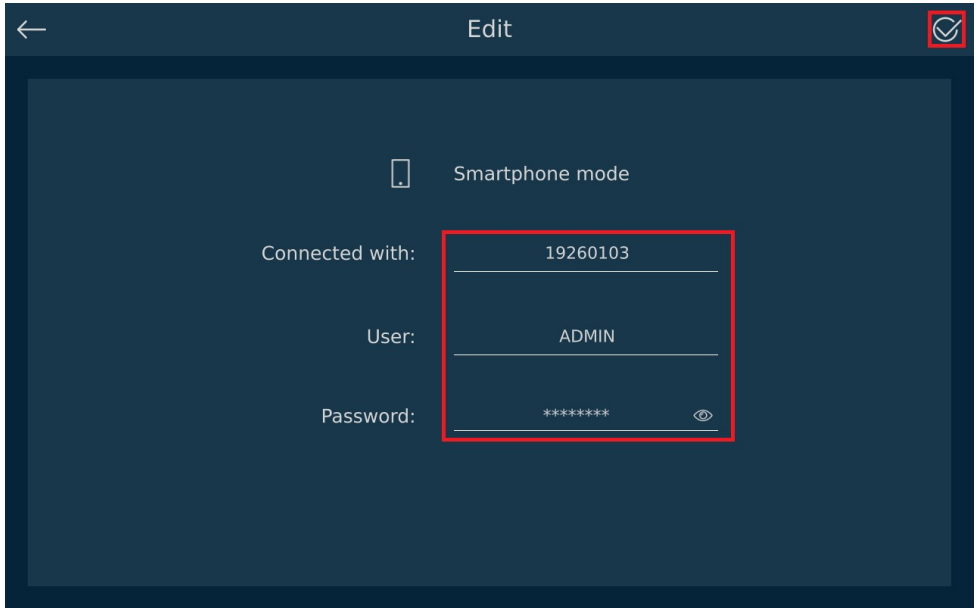 Edit
Smartphone mode
Connected with: 19260103
User: ADMIN
Password: ********